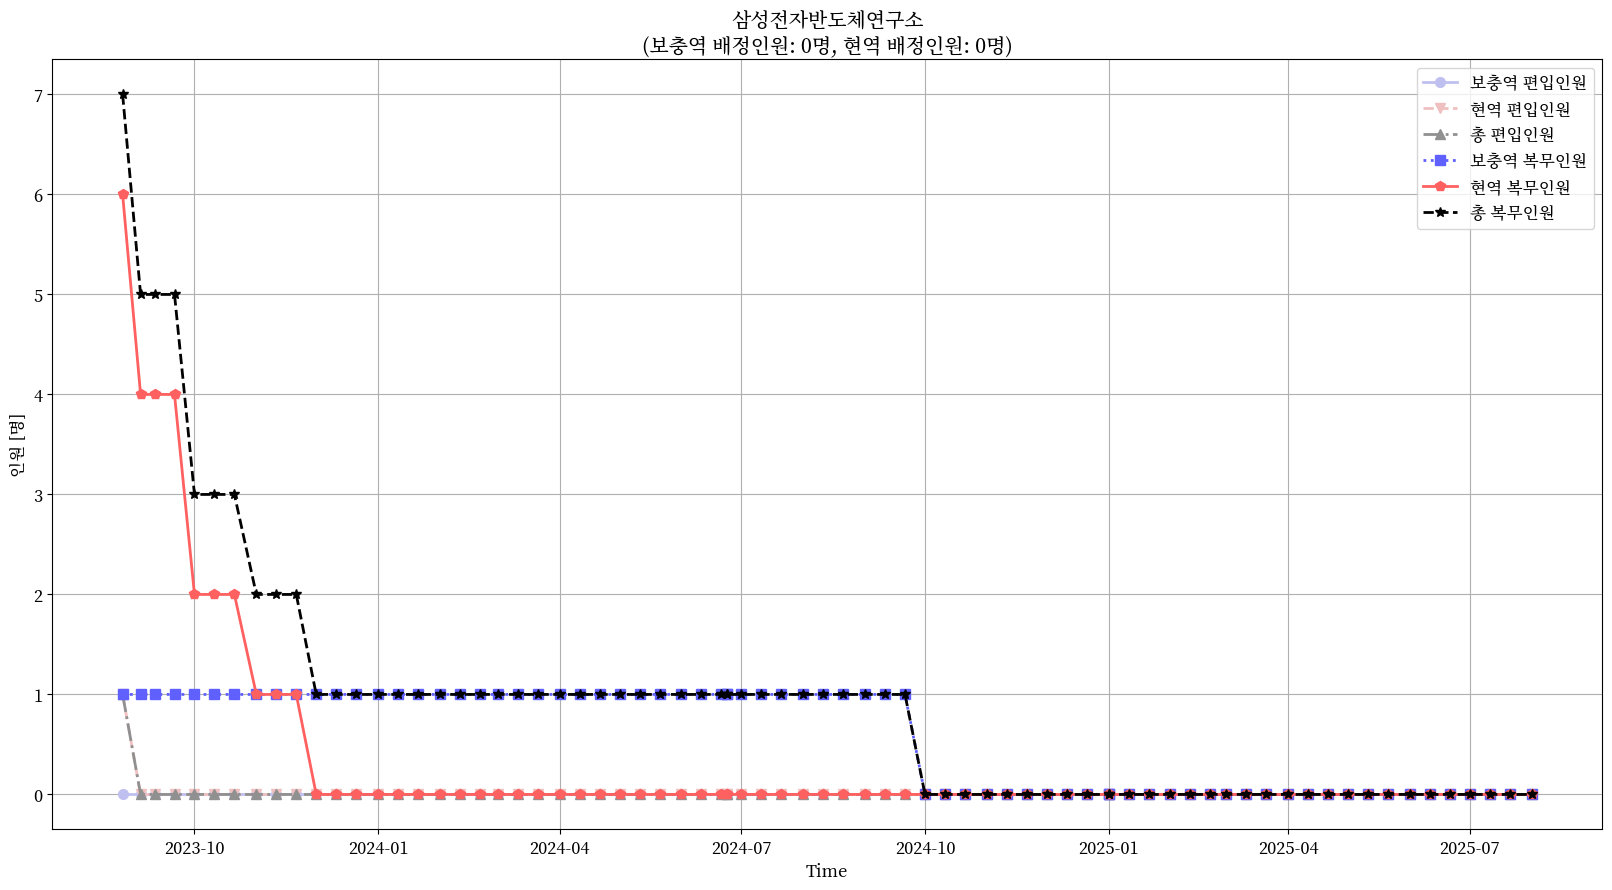 삼성전자반도체연구소
(보충역 배정인원: 0명, 현역 배정인원: 0명)
보충역 편입인원
현역 편입인원
총 편입인원
보충역 복무인원
현역 복무인원
총 복무인원
7
6
5
4
3
2
1
0
인원 [명]
2023-10 2024-01 2024-04 2024-07 2024-10 2025-01 2025-04 2025-07
Time